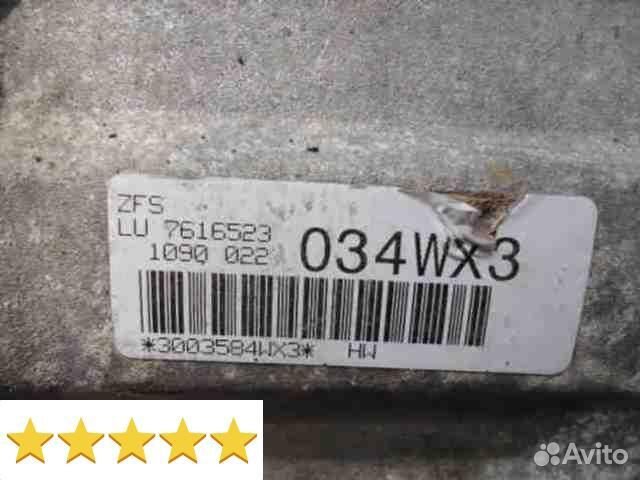 ZFS
LU 7616523
1090 022 034WX3
*3003584WX3* HW
Avito